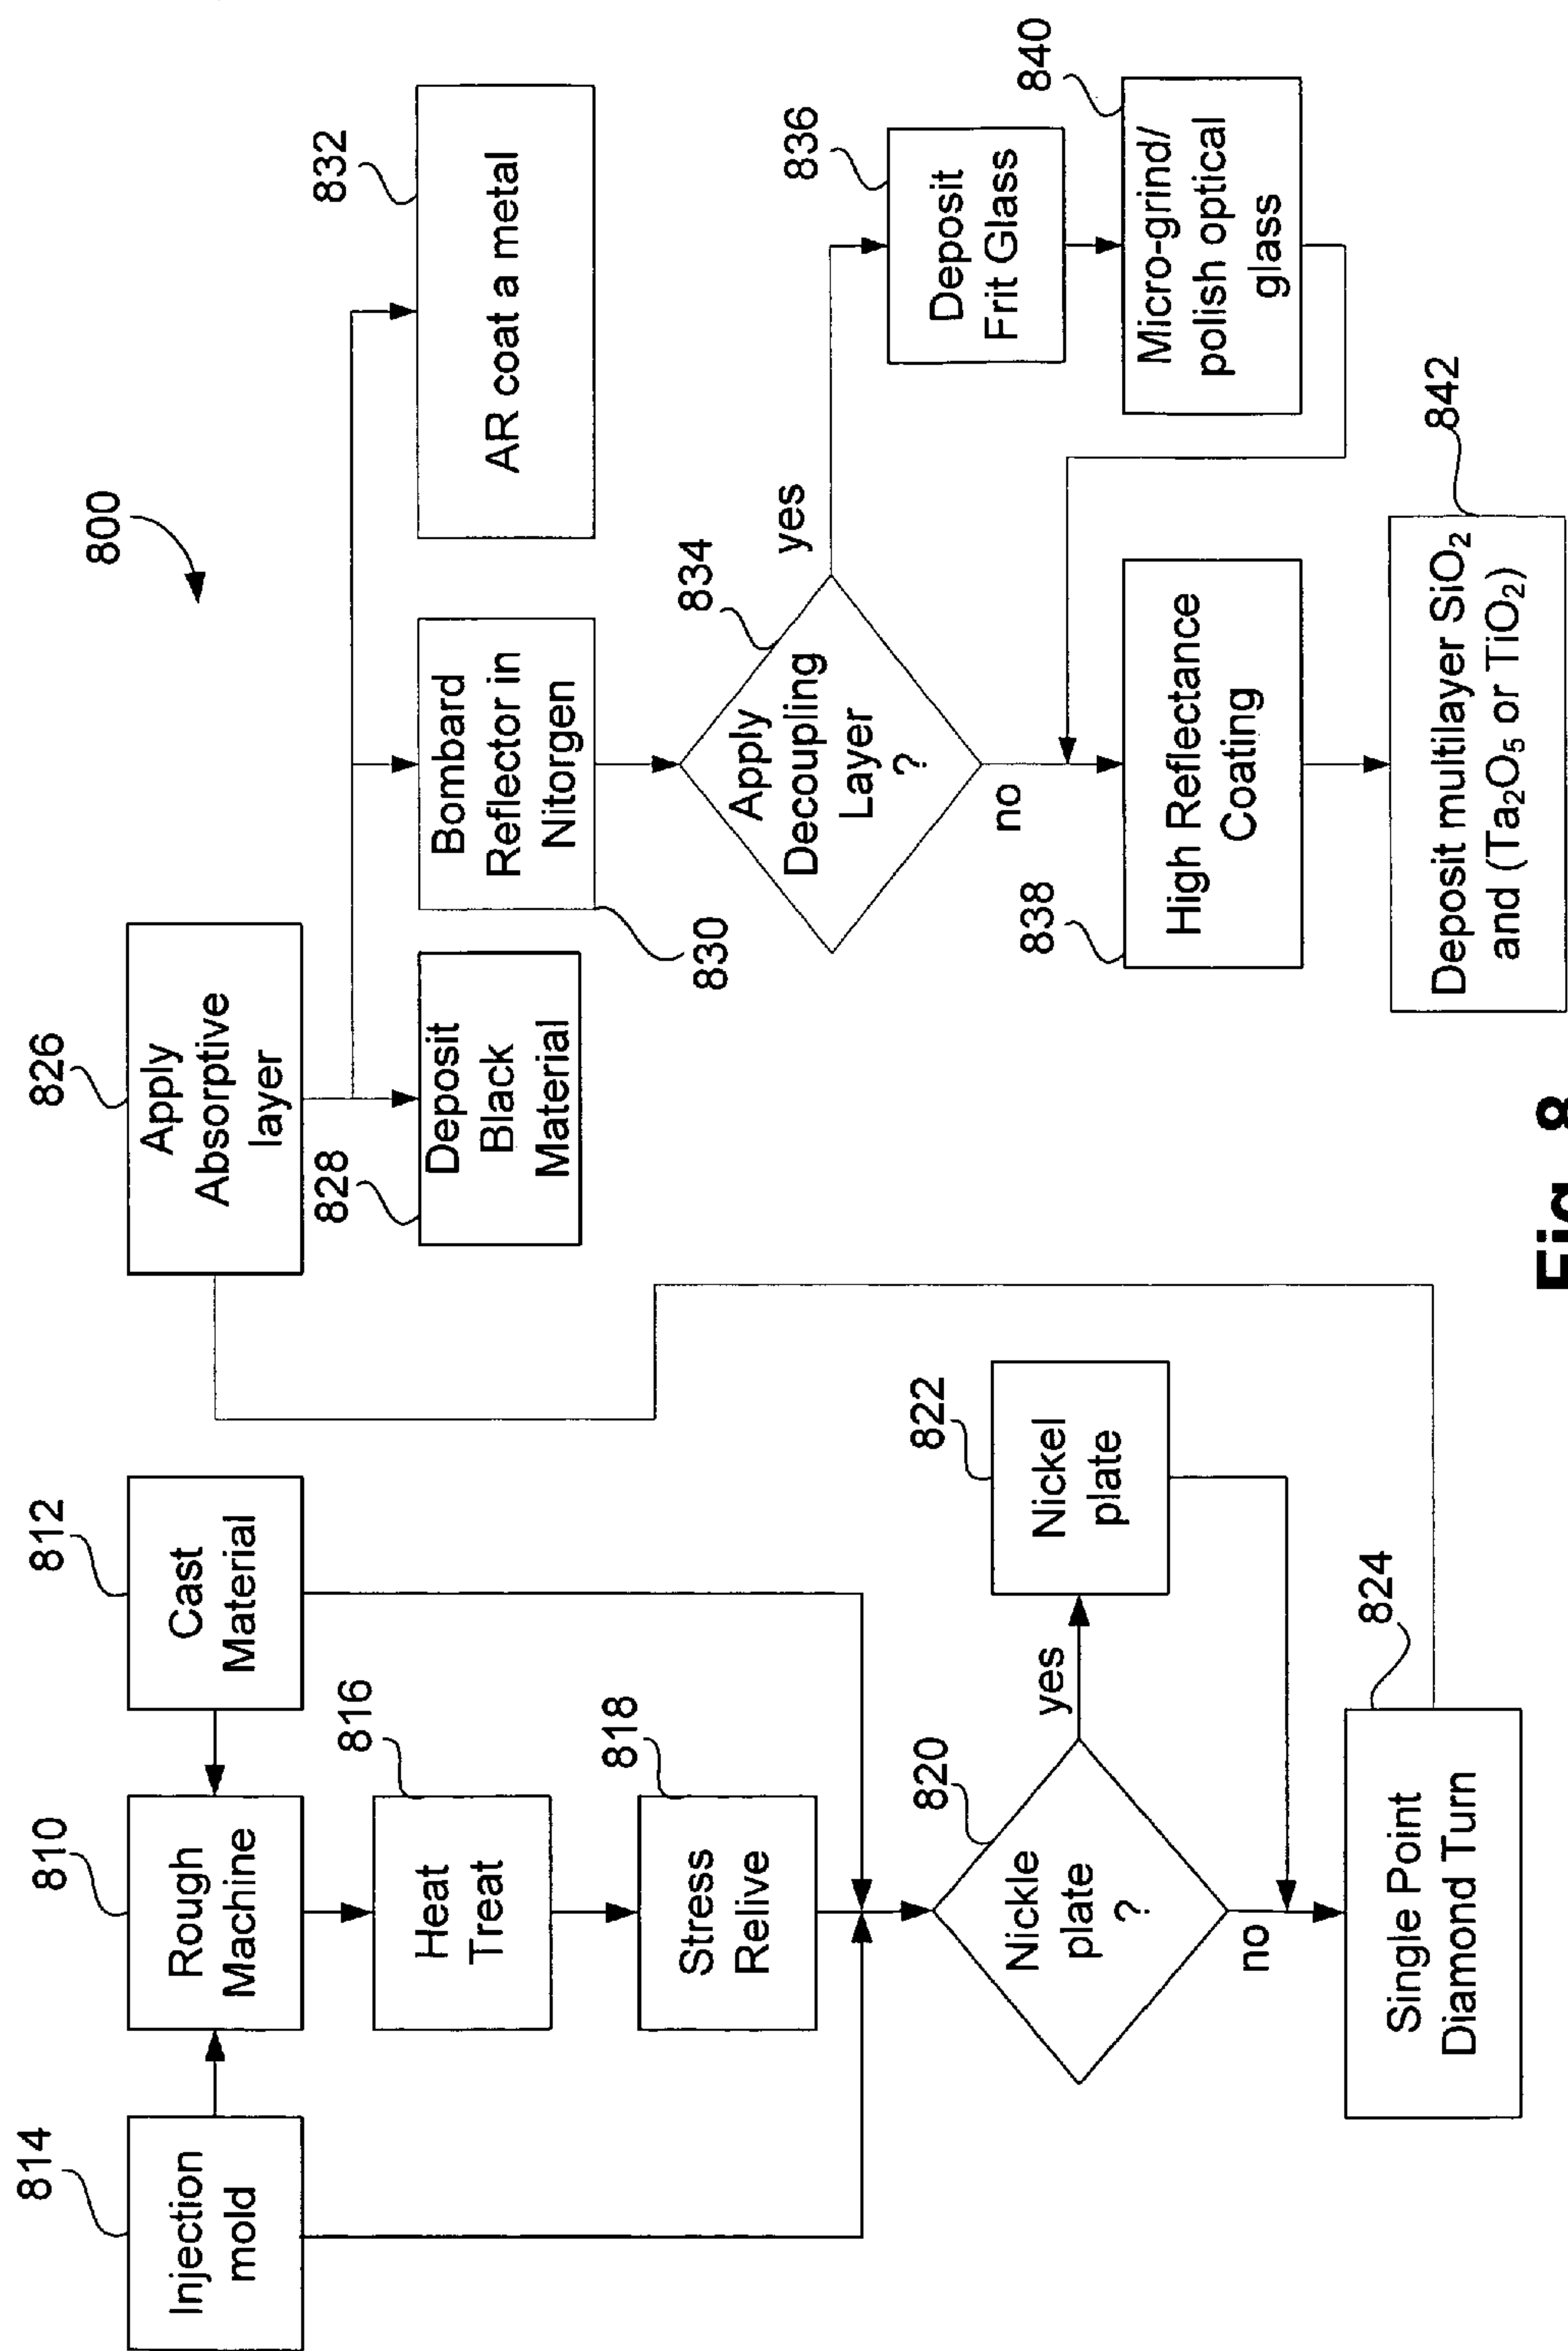 800
814
Injection
mold
810
Rough
Machine
812
Cast
Material
816
Heat
Treat
818
Stress
Relive
820
Nickle
plate
?
yes
no
822
Nickel
plate
824
Single Point
Diamond Turn
826
Apply
Absorptive
layer
828
Deposit
Black
Material
830
Bombard
Reflector in
Nitorgen
832
AR coat a metal
834
Apply
Decoupling
Layer
?
yes
no
836
Deposit
Frit Glass
840
Micro-grind/
polish optical
glass
838
High Reflectance
Coating
842
Deposit multilayer SiO₂
and (Ta₂O₅ or TiO₂)
Fig. 8